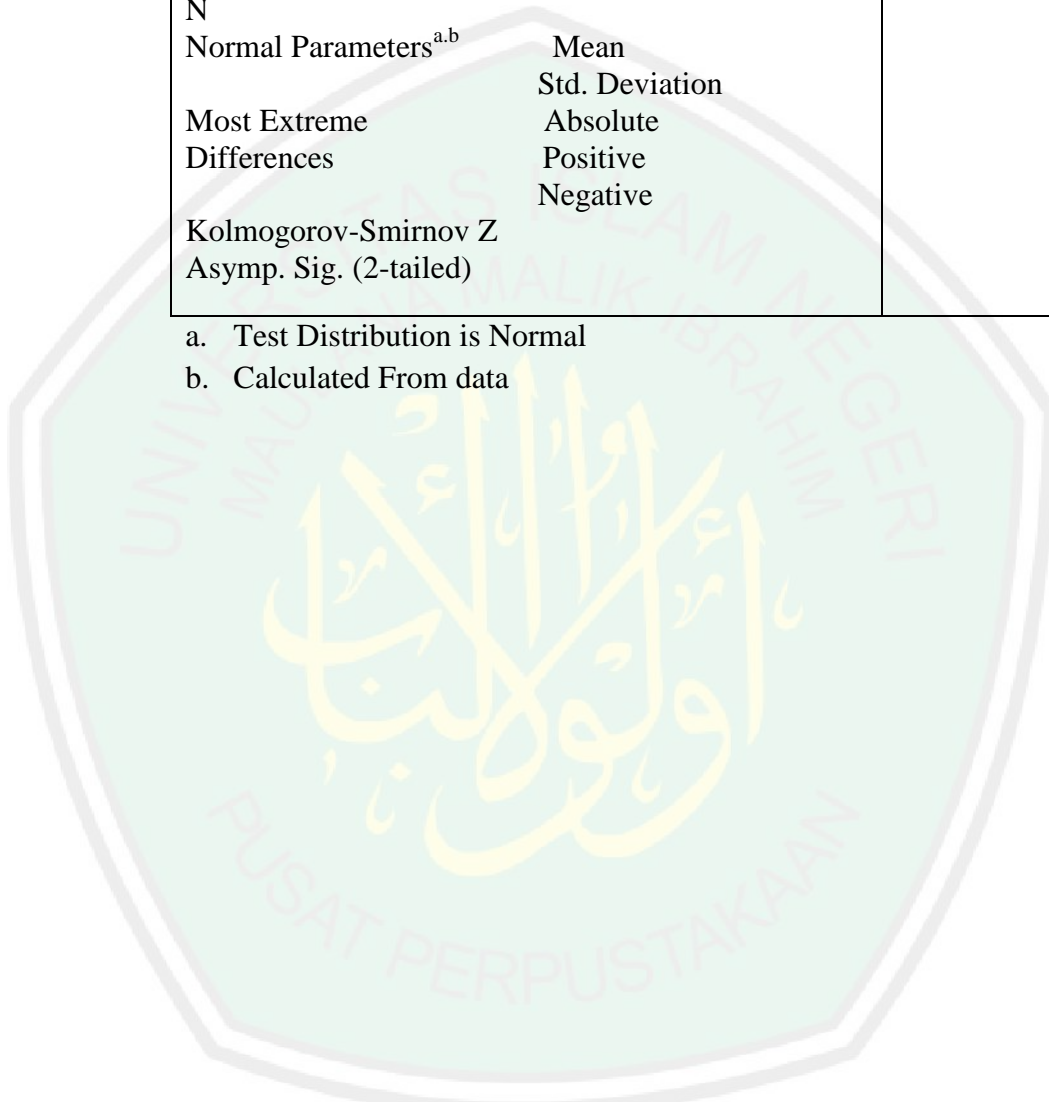 N
Normal Parameters^a.b Mean
Std. Deviation
Most Extreme Absolute
Differences Positive
Negative
Kolmogorov-Smirnov Z
Asymp. Sig. (2-tailed)
a. Test Distribution is Normal
b. Calculated From data
UNIVERSITAS ISLAM NEGERI
MAULANA MALIK IBRAHIM
PUSAT PERPUSTAKAAN